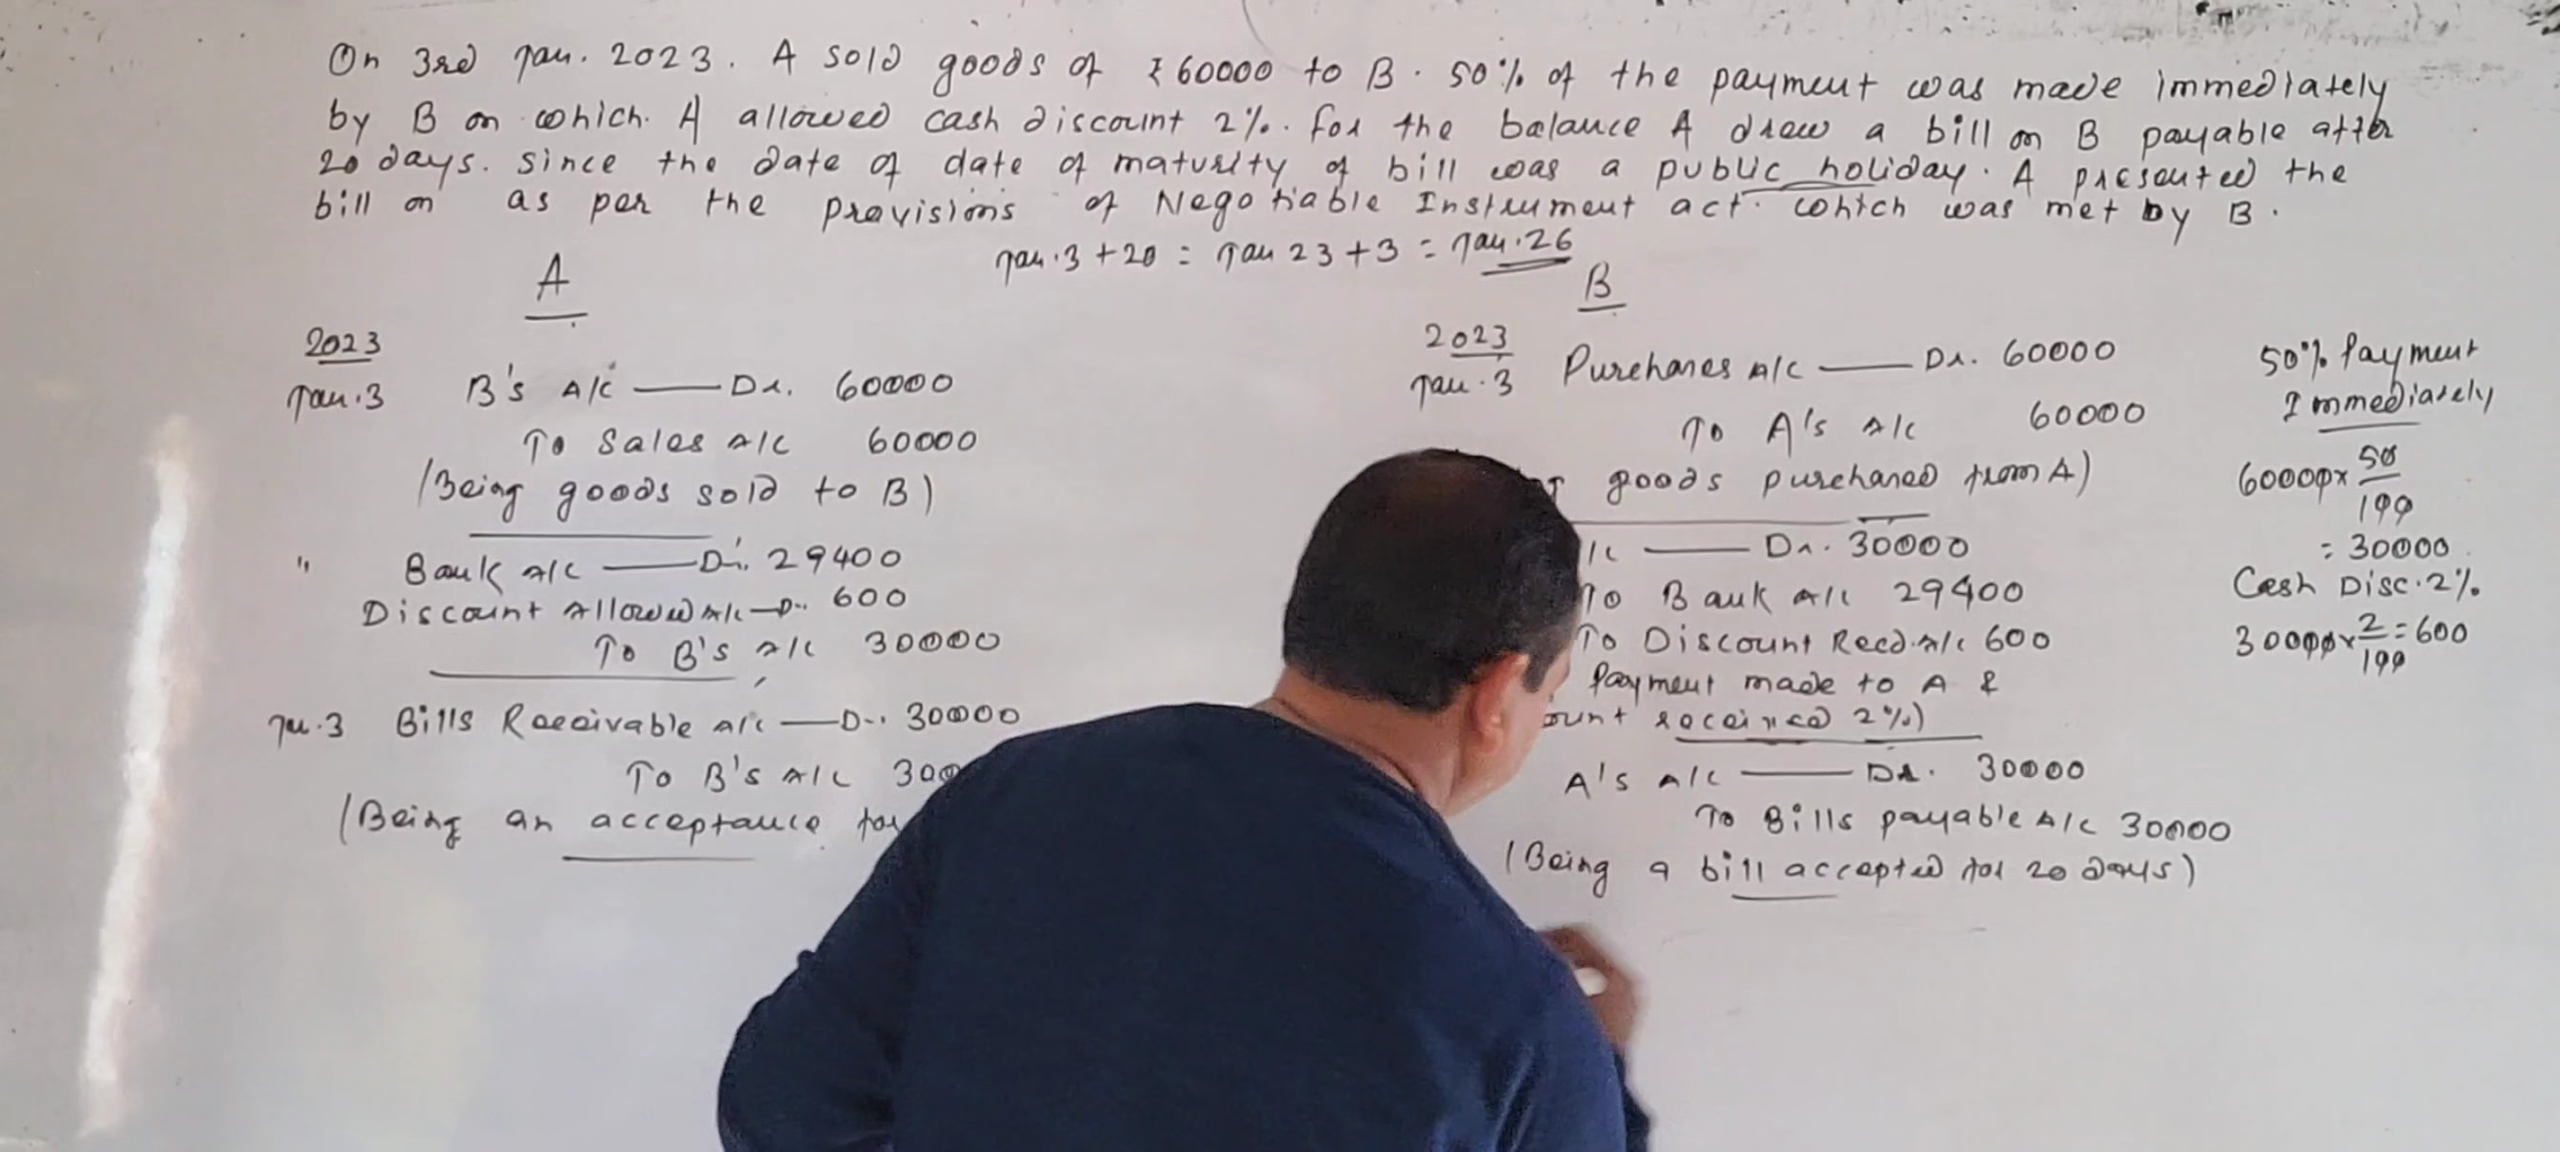 On 3rd Jan. 2023. A sold goods of ₹60000 to B. 50% of the payment was made immediately
by B on which. A allowed cash discount 2%. for the balance A drew a bill on B payable after
20 days. since the date of date of maturity of bill was a public holiday. A presented the
bill on as per the provisions of Negotiable Instrument act. which was met by B.
Jan.3 + 20 = Jan 23 + 3 = Jan.26
A
2023
Jan.3 B's A/c — Dr. 60000
To Sales A/c 60000
(Being goods sold to B)
" Bank A/c — Dr. 29400
Discount Allowed A/c — D.. 600
To B's A/c 30000
Jan.3 Bills Receivable A/c — D.. 30000
To B's A/c 300
(Being an acceptance for
B
2023
Jan.3 Purchases A/c — Dr. 60000
To A's A/c 60000
goods purchased from A)
/c — Dr. 30000
To Bank A/c 29400
To Discount Recd. A/c 600
Payment made to A &
ount received 2%)
A's A/c — Dr. 30000
To Bills payable A/c 30000
(Being a bill accepted for 20 days)
50% Payment
Immediately
60000 x 50
100
= 30000
Cash Disc. 2%
30000 x 2 = 600
100